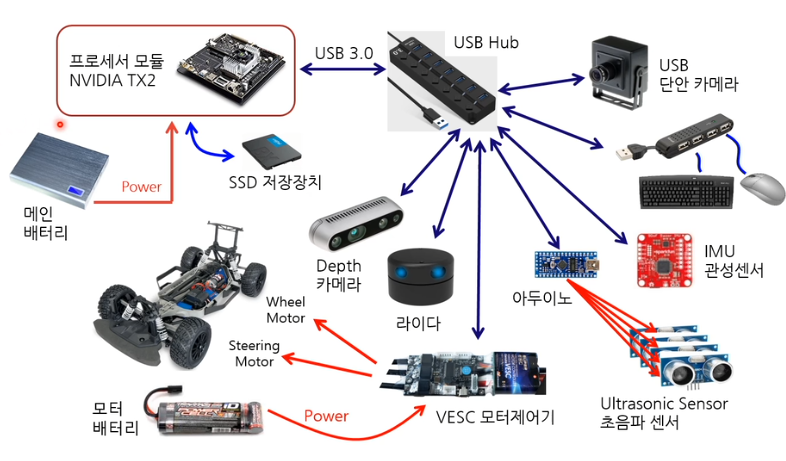 프로세서 모듈
NVIDIA TX2
USB 3.0
USB Hub
USB
단안 카메라
Power
SSD 저장장치
메인
배터리
Depth
카메라
라이다
아두이노
IMU
관성센서
Wheel
Motor
Steering
Motor
모터
배터리
Power
VESC 모터제어기
Ultrasonic Sensor
초음파 센서